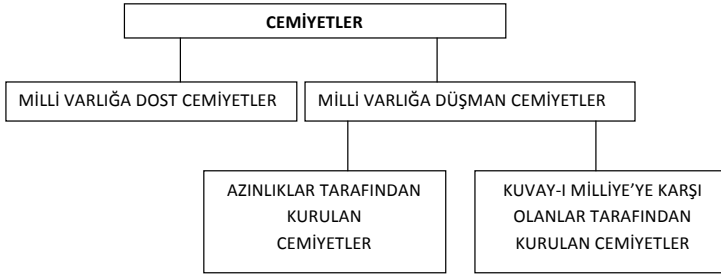 CEMİYETLER
MİLLİ VARLIĞA DOST CEMİYETLER
MİLLİ VARLIĞA DÜŞMAN CEMİYETLER
AZINLIKLAR TARAFINDAN
KURULAN
CEMİYETLER
KUVAY-I MİLLİYE’YE KARŞI
OLANLAR TARAFINDAN
KURULAN CEMİYETLER